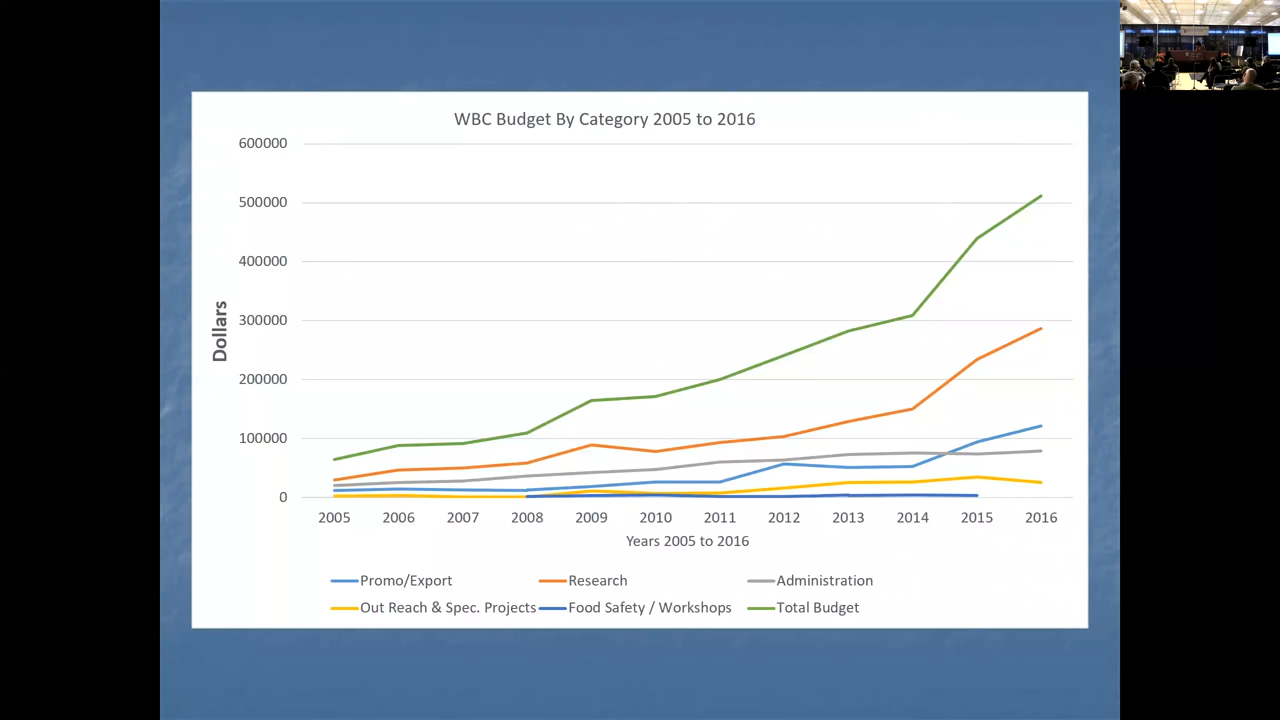 WBC Budget By Category 2005 to 2016
600000
500000
400000
300000
200000
100000
0
Dollars
2005 2006 2007 2008 2009 2010 2011 2012 2013 2014 2015 2016
Years 2005 to 2016
Promo/Export Research Administration
Out Reach & Spec. Projects Food Safety / Workshops Total Budget